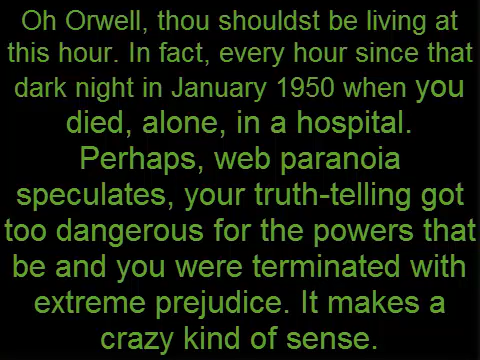 Oh Orwell, thou shouldst be living at
this hour. In fact, every hour since that
dark night in January 1950 when you
died, alone, in a hospital.
Perhaps, web paranoia
speculates, your truth-telling got
too dangerous for the powers that
be and you were terminated with
extreme prejudice. It makes a
crazy kind of sense.